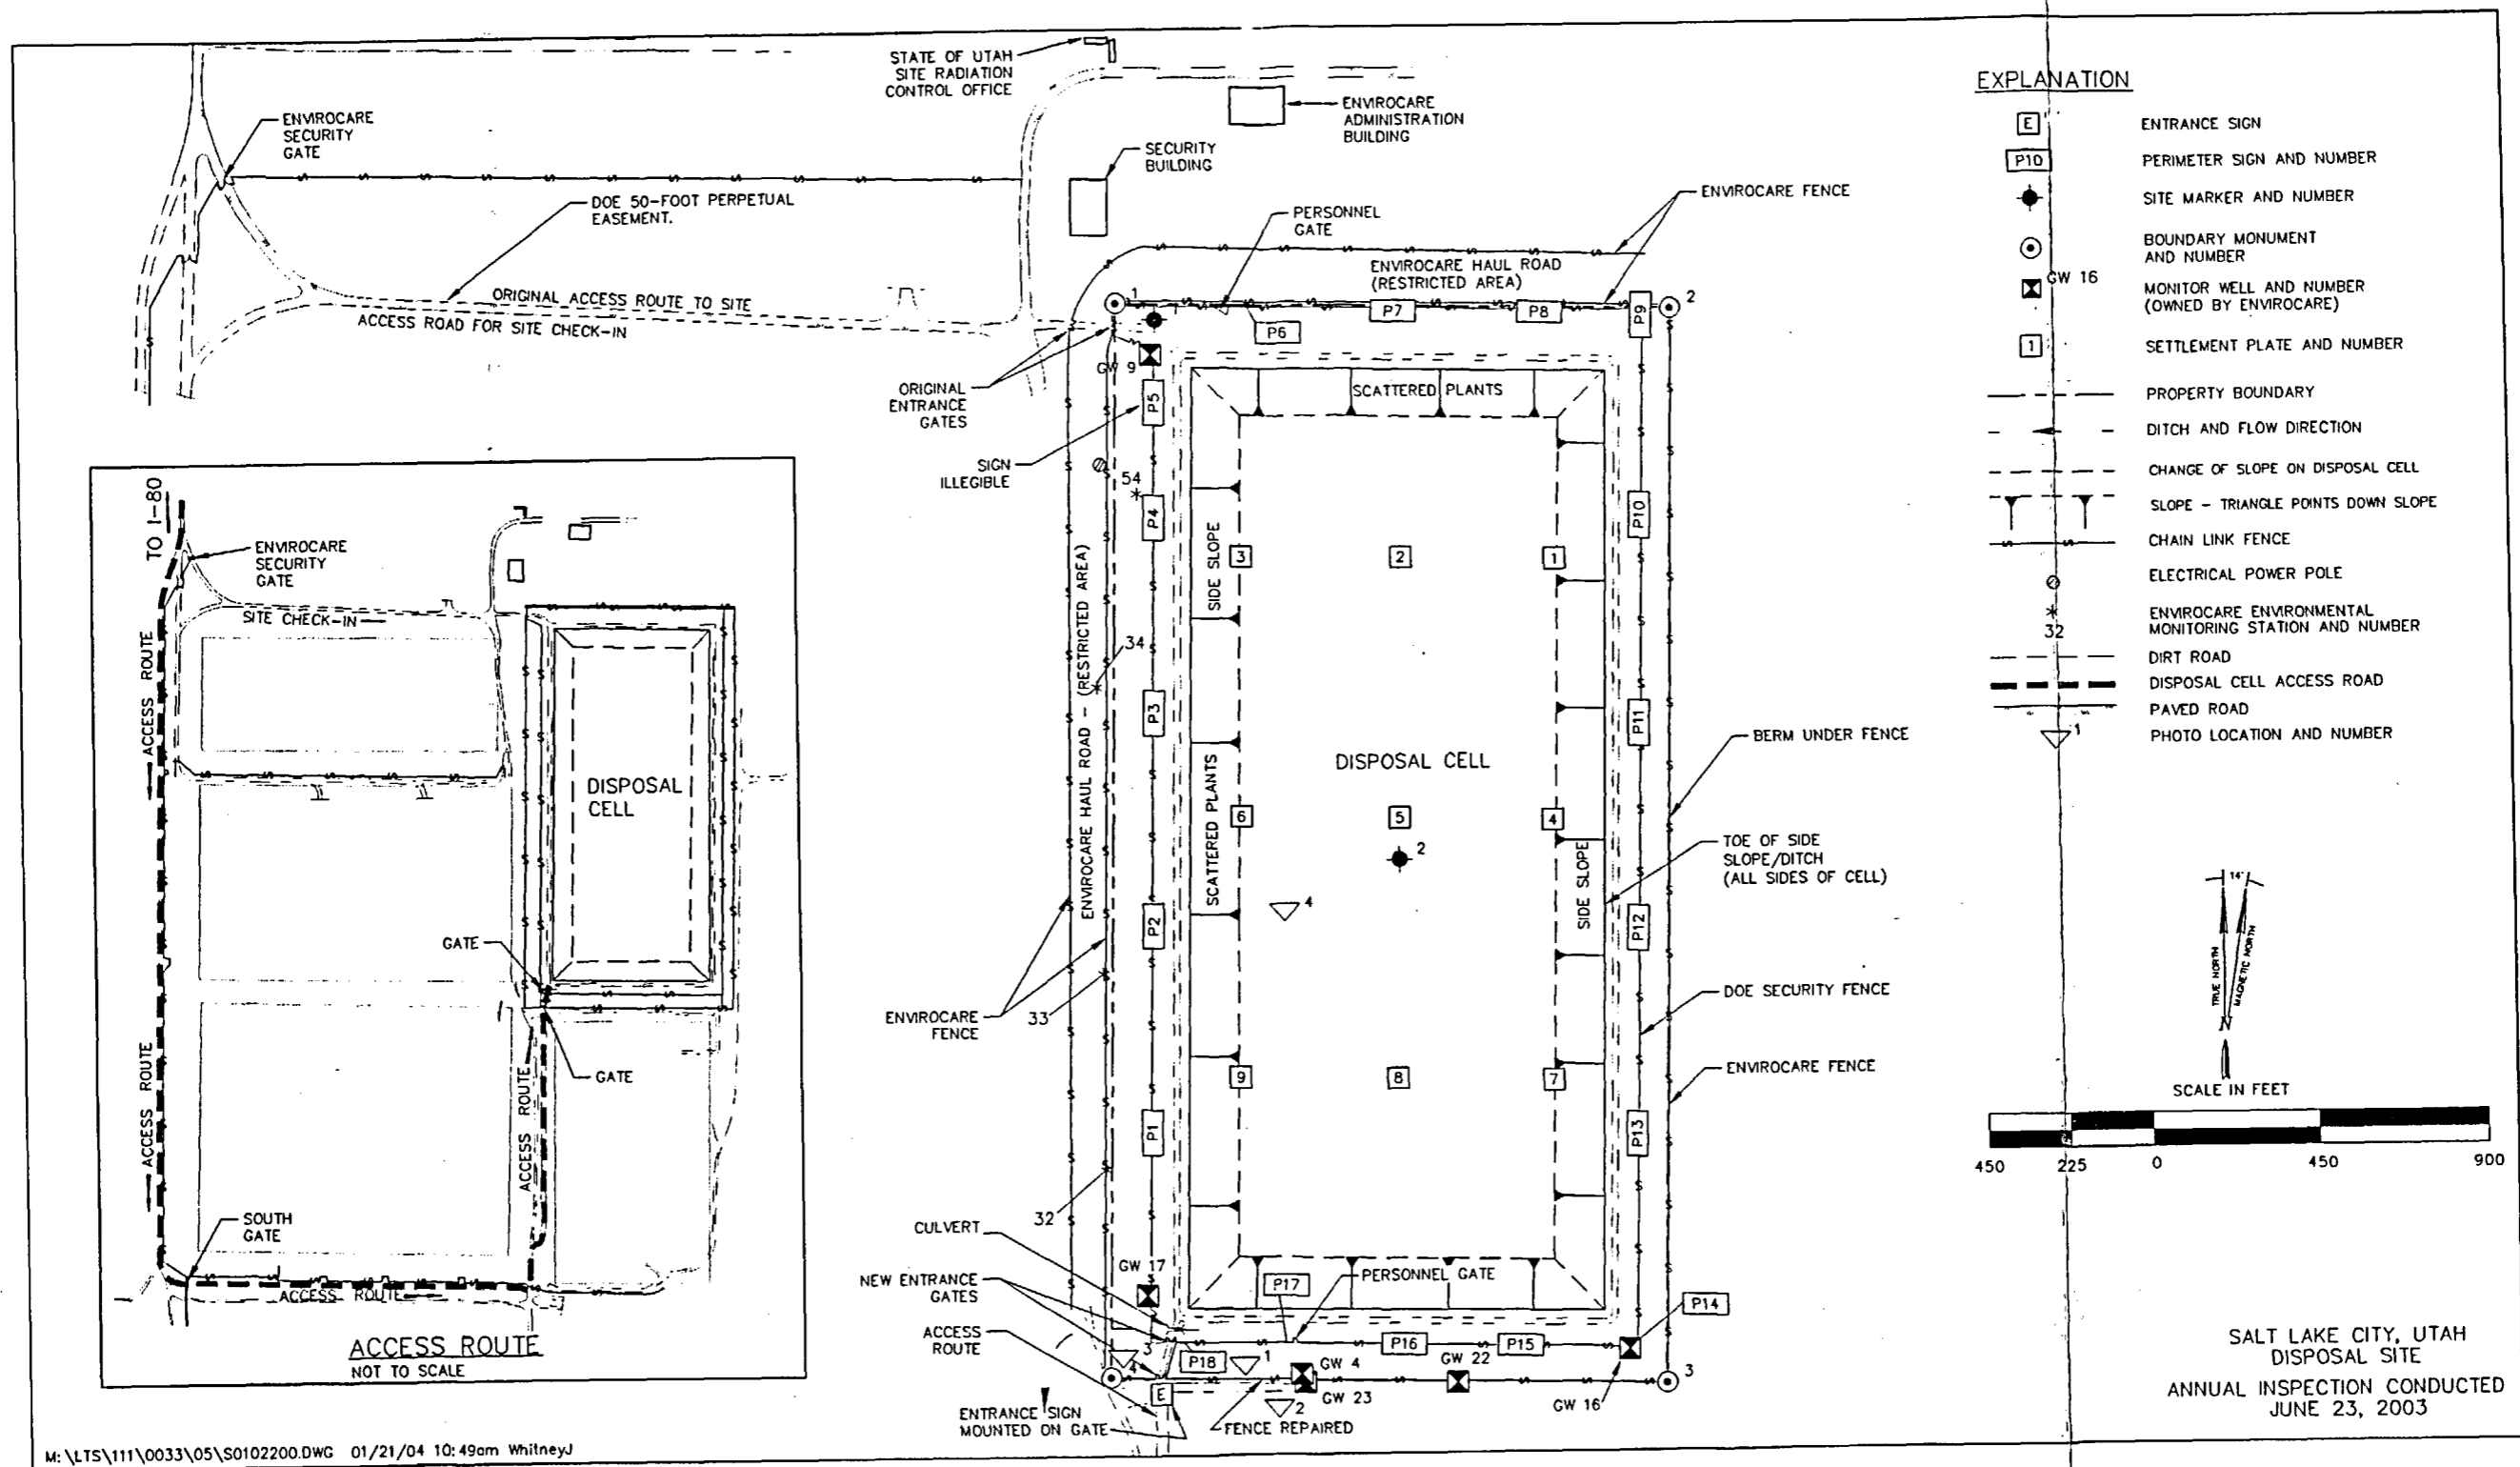 STATE OF UTAH
SITE RADIATION
CONTROL OFFICE
ENVIROCARE
ADMINISTRATION
BUILDING
ENVIROCARE
SECURITY
GATE
SECURITY
BUILDING
DOE 50-FOOT PERPETUAL
EASEMENT.
PERSONNEL
GATE
ENVIROCARE FENCE
ENVIROCARE HAUL ROAD
(RESTRICTED AREA)
ORIGINAL ACCESS ROUTE TO SITE
ACCESS ROAD FOR SITE CHECK-IN
1
2
P6
P7
P8
P9
1
GW 9
ORIGINAL
ENTRANCE
GATES
P5
SCATTERED PLANTS
SIGN
ILLEGIBLE
54
P4
P10
SIDE SLOPE
3
2
1
ENVIROCARE HAUL ROAD - (RESTRICTED AREA)
34
P3
P11
BERM UNDER FENCE
DISPOSAL CELL
SCATTERED PLANTS
6
5
4
2
SIDE SLOPE
TOE OF SIDE
SLOPE/DITCH
(ALL SIDES OF CELL)
4
P2
P12
DOE SECURITY FENCE
ENVIROCARE
FENCE
33
ENVIROCARE FENCE
9
8
7
P1
P13
32
CULVERT
GW 17
NEW ENTRANCE
GATES
P17
PERSONNEL GATE
P14
ACCESS
ROUTE
3
P18
1
P16
P15
4
GW 4
GW 22
GW 23
GW 16
3
E
2
ENTRANCE SIGN
MOUNTED ON GATE
FENCE REPAIRED
TO I-80
ENVIROCARE
SECURITY
GATE
SITE CHECK-IN
ACCESS ROUTE
DISPOSAL
CELL
GATE
GATE
ACCESS ROUTE
ACCESS ROUTE
SOUTH
GATE
ACCESS ROUTE
ACCESS ROUTE
NOT TO SCALE
EXPLANATION
E
ENTRANCE SIGN
P10
PERIMETER SIGN AND NUMBER
SITE MARKER AND NUMBER
BOUNDARY MONUMENT
AND NUMBER
GW 16
MONITOR WELL AND NUMBER
(OWNED BY ENVIROCARE)
1
SETTLEMENT PLATE AND NUMBER
PROPERTY BOUNDARY
DITCH AND FLOW DIRECTION
CHANGE OF SLOPE ON DISPOSAL CELL
SLOPE - TRIANGLE POINTS DOWN SLOPE
CHAIN LINK FENCE
ELECTRICAL POWER POLE
32
ENVIROCARE ENVIRONMENTAL
MONITORING STATION AND NUMBER
DIRT ROAD
DISPOSAL CELL ACCESS ROAD
PAVED ROAD
1
PHOTO LOCATION AND NUMBER
14°
TRUE NORTH
MAGNETIC NORTH
N
SCALE IN FEET
450 225 0 450 900
SALT LAKE CITY, UTAH
DISPOSAL SITE
ANNUAL INSPECTION CONDUCTED
JUNE 23, 2003
M:\LTS\111\0033\05\S0102200.DWG 01/21/04 10:49am WhitneyJ